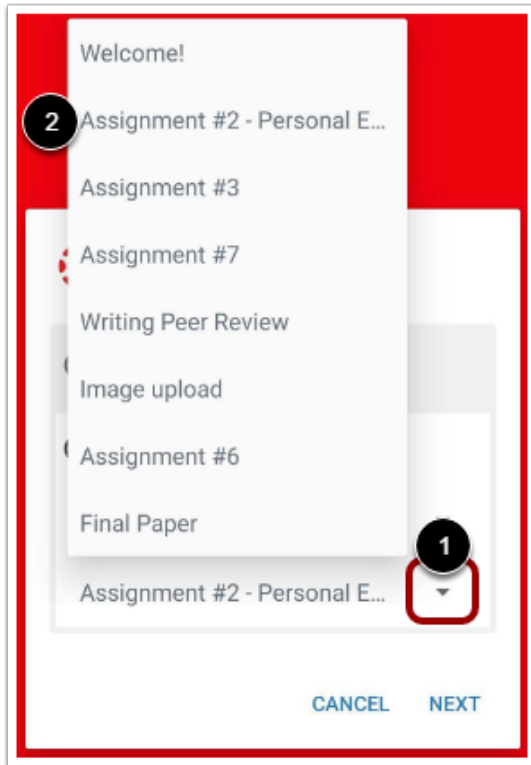 Welcome!
2 Assignment #2 - Personal E...
Assignment #3
Assignment #7
Writing Peer Review
Image upload
Assignment #6
Final Paper
1
Assignment #2 - Personal E...
CANCEL NEXT